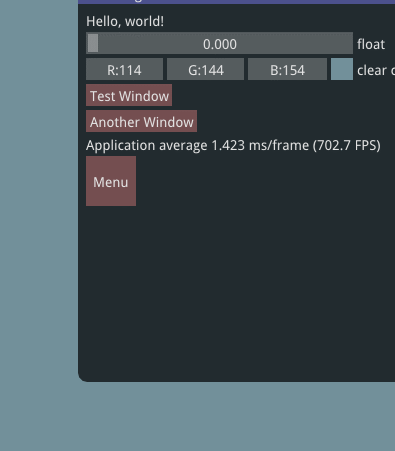 Hello, world!
0.000 float
R:114 G:144 B:154 clear
Test Window
Another Window
Application average 1.423 ms/frame (702.7 FPS)
Menu